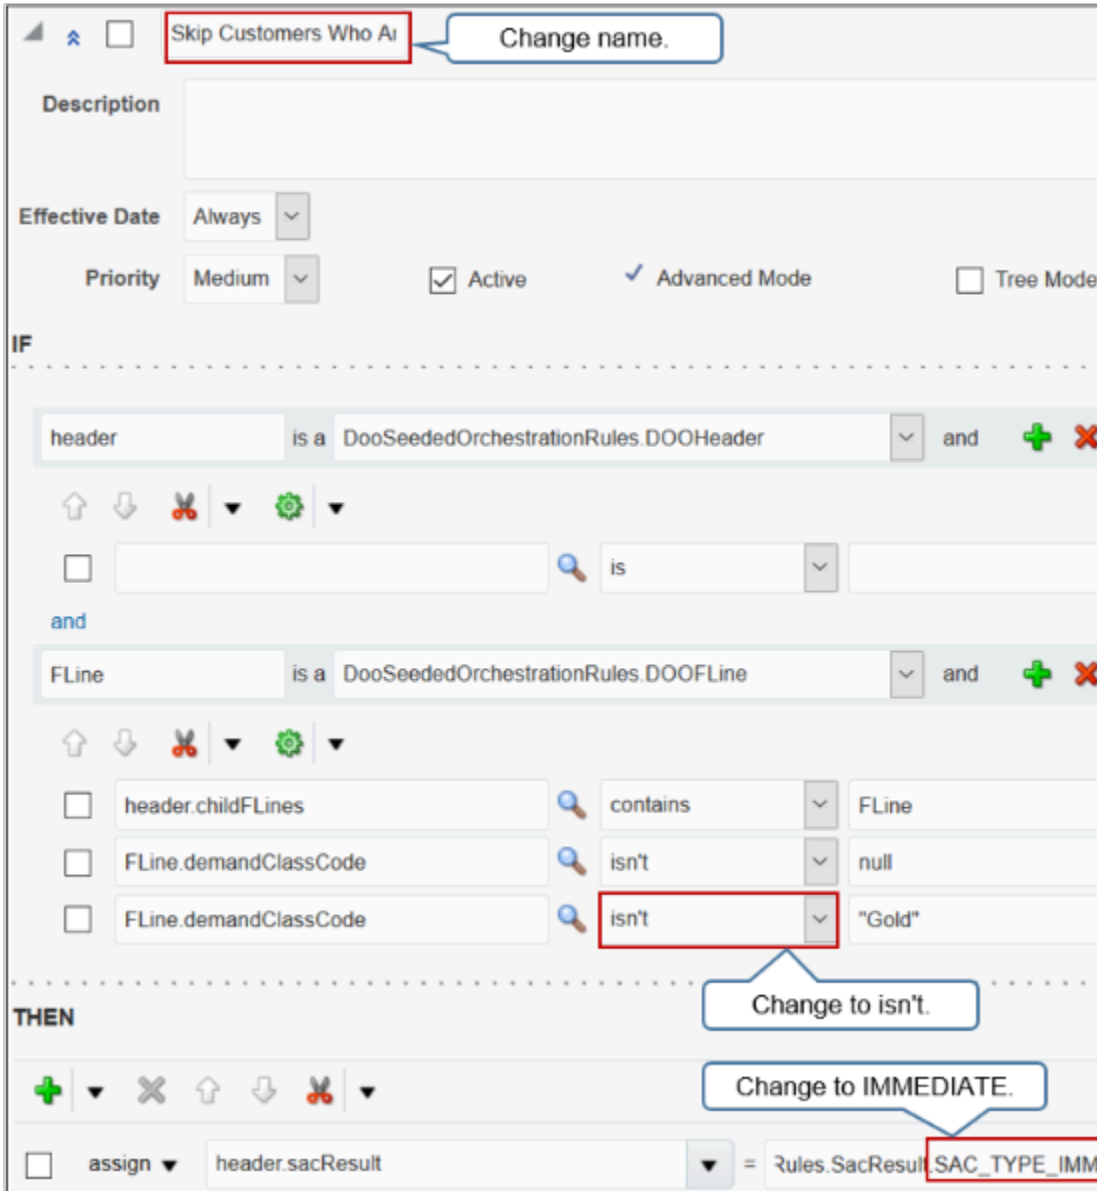 Skip Customers Who Ar
Change name.
Description
Effective Date Always
Priority Medium Active Advanced Mode Tree Mode
IF
header is a DooSeededOrchestrationRules.DOOHeader and
is
and
FLine is a DooSeededOrchestrationRules.DOOFLine and
header.childFLines contains FLine
FLine.demandClassCode isn't null
FLine.demandClassCode isn't "Gold"
Change to isn't.
THEN
Change to IMMEDIATE.
assign header.sacResult = Rules.SacResult.SAC_TYPE_IMM